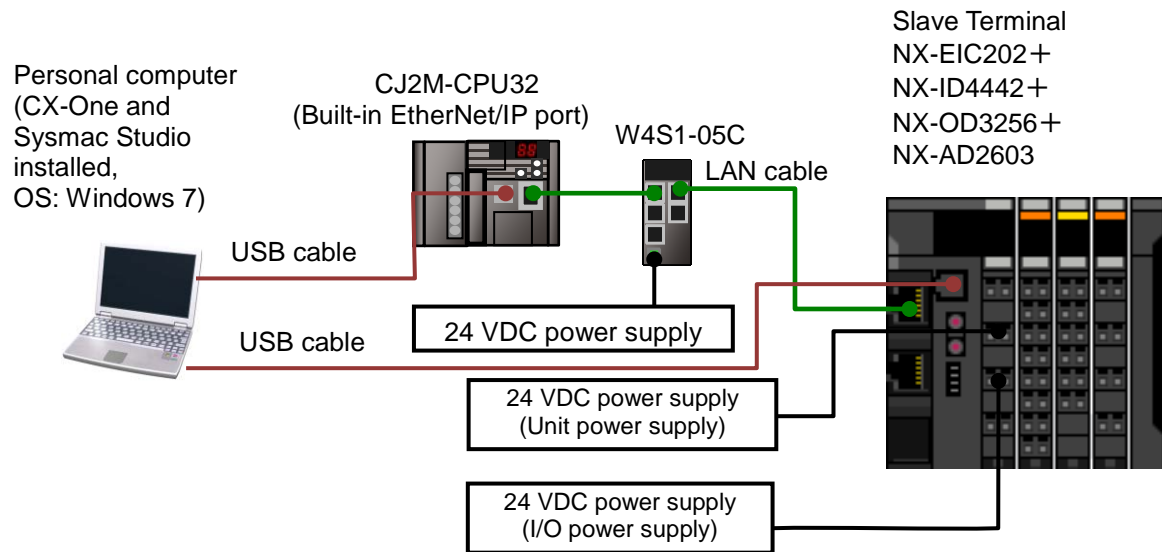 Personal computer
(CX-One and
Sysmac Studio
installed,
OS: Windows 7)
CJ2M-CPU32
(Built-in EtherNet/IP port)
88
W4S1-05C
LAN cable
Slave Terminal
NX-EIC202＋
NX-ID4442＋
NX-OD3256＋
NX-AD2603
USB cable
USB cable
24 VDC power supply
24 VDC power supply
(Unit power supply)
24 VDC power supply
(I/O power supply)